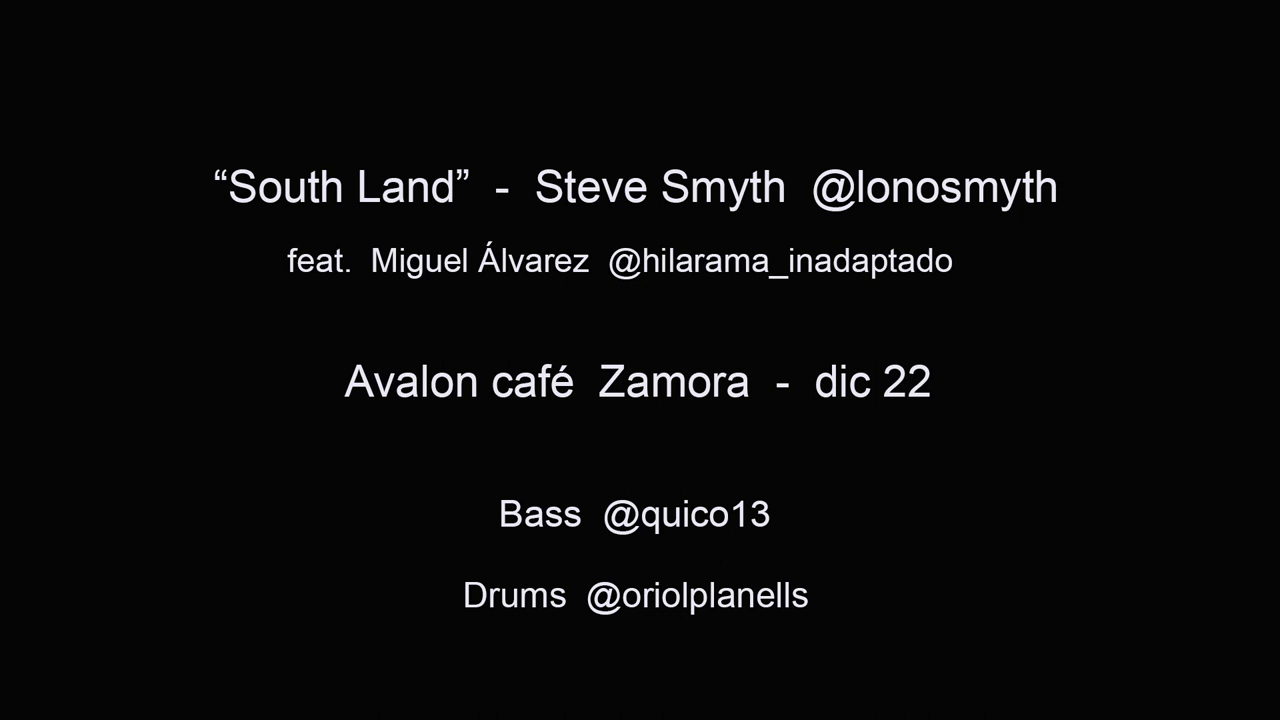 “South Land” - Steve Smyth @lonosmyth
feat. Miguel Álvarez @hilarama_inadaptado
Avalon café Zamora - dic 22
Bass @quico13
Drums @oriolplanells